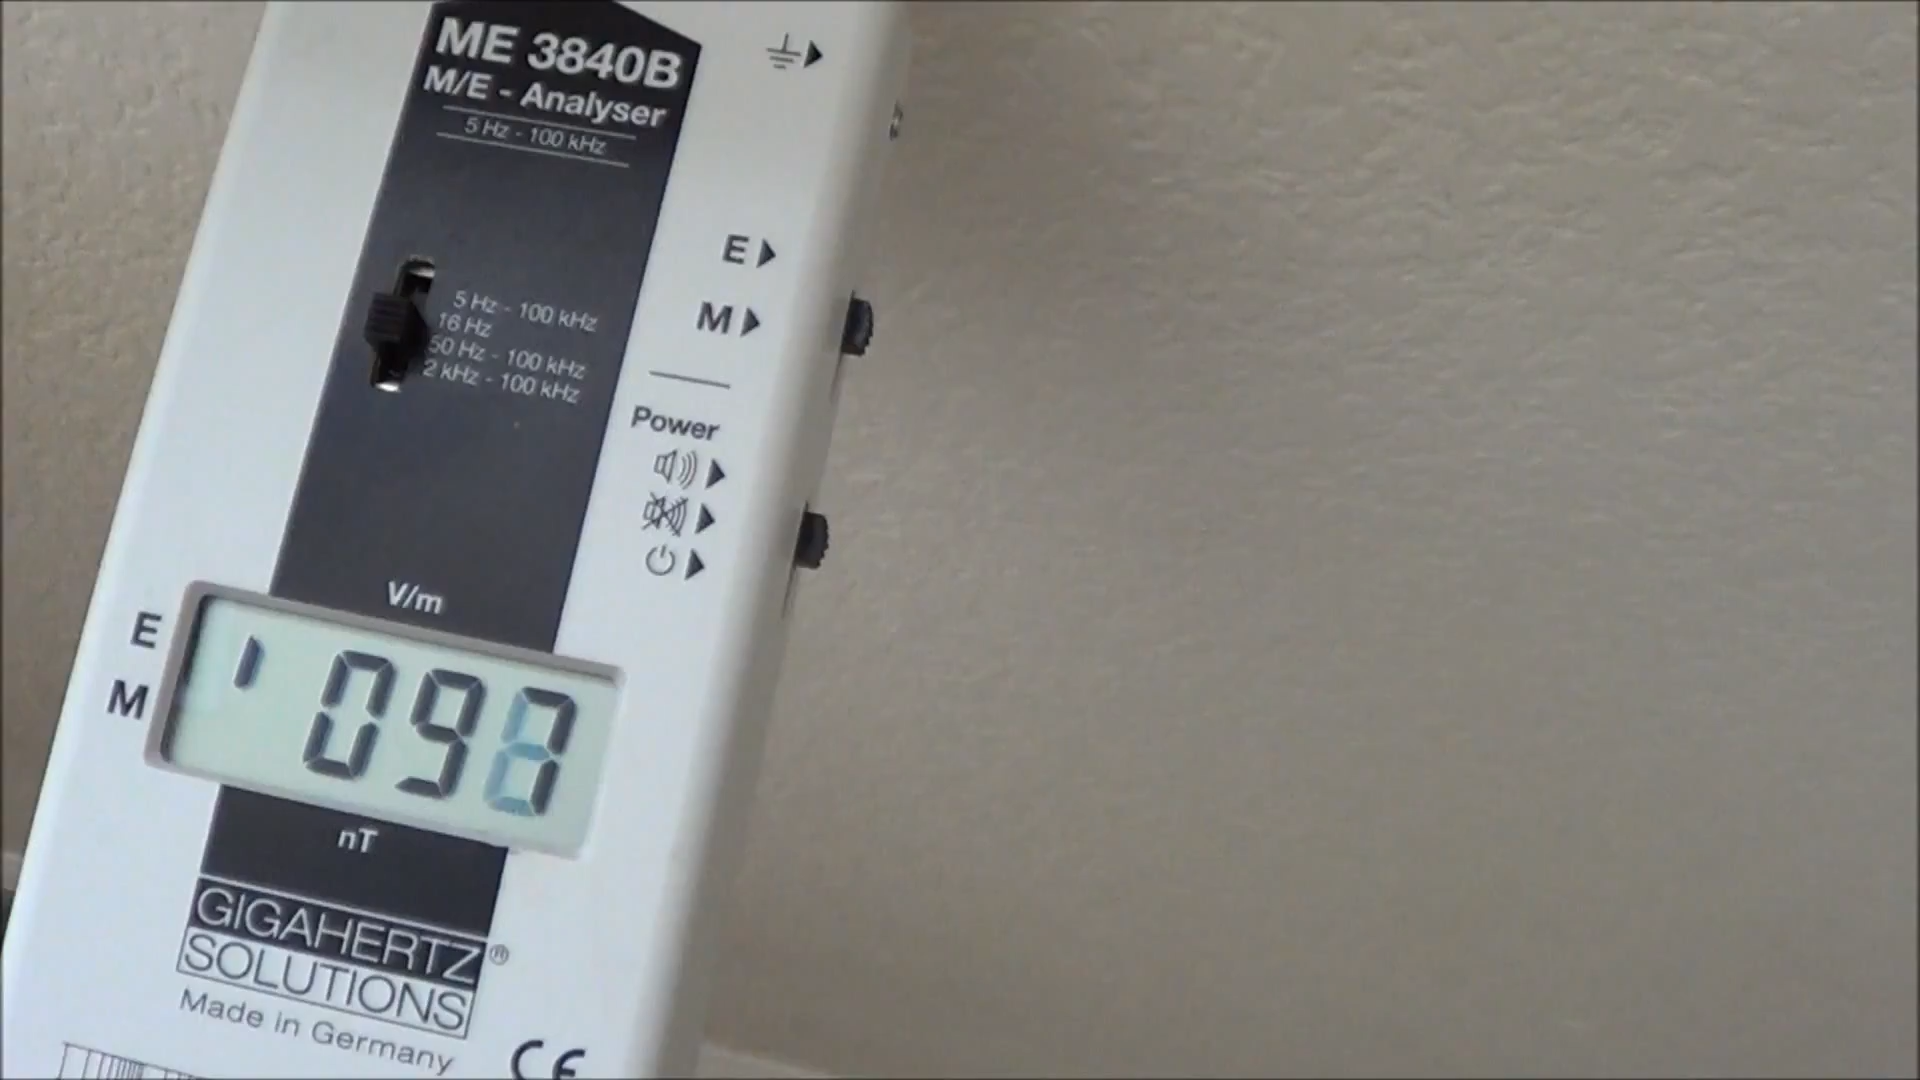 ME 3840B
M/E - Analyser
5 Hz - 100 kHz
E
M
5 Hz - 100 kHz
16 Hz
50 Hz - 100 kHz
2 kHz - 100 kHz
Power
V/m
E
M
097
nT
GIGAHERTZ
SOLUTIONS®
Made in Germany
CE